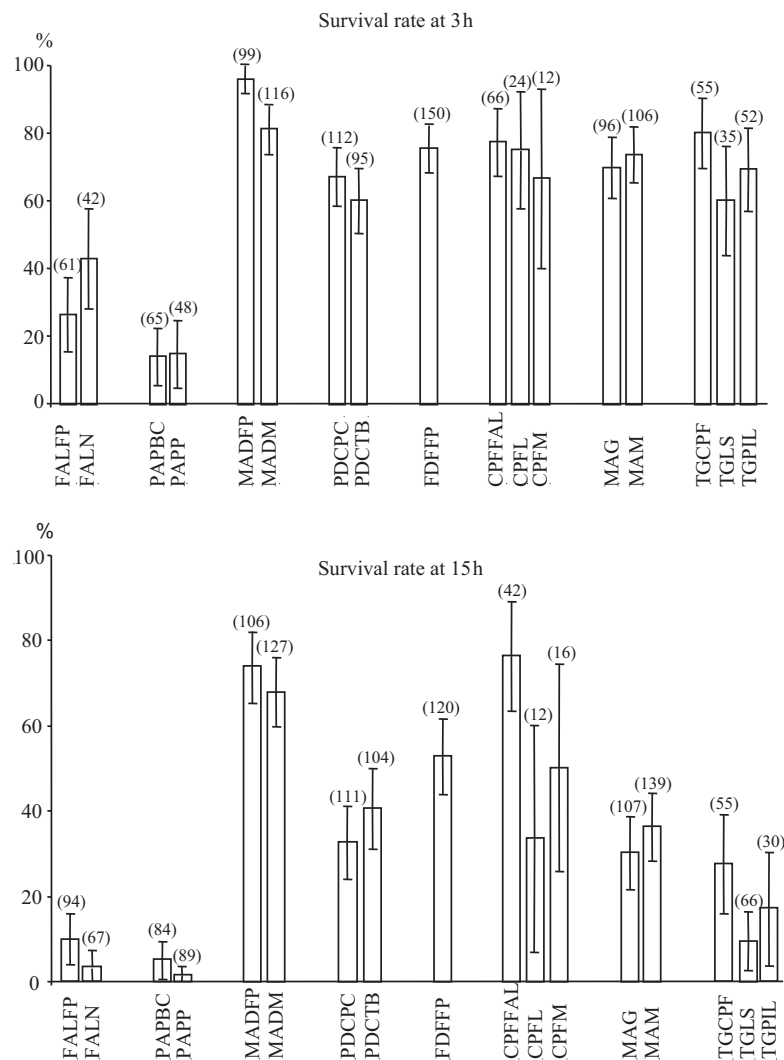 Survival rate at 3h
%
(99)
(116)
(112)
(95)
(150)
(66)
(24)
(12)
(96)
(106)
(55)
(35)
(52)
(61)
(42)
(65)
(48)
100
80
60
40
20
0
FALFP
FALN
PAPBC
PAPP
MADFP
MADM
PDCPC
PDCTB
FDFFP
CPFFAL
CPFL
CPFM
MAG
MAM
TGCPF
TGLS
TGPIL
%
Survival rate at 15h
100
80
60
40
20
0
(94)
(67)
(84)
(89)
(106)
(127)
(111)
(104)
(120)
(42)
(12)
(16)
(107)
(139)
(55)
(66)
(30)
FALFP
FALN
PAPBC
PAPP
MADFP
MADM
PDCPC
PDCTB
FDFFP
CPFFAL
CPFL
CPFM
MAG
MAM
TGCPF
TGLS
TGPIL